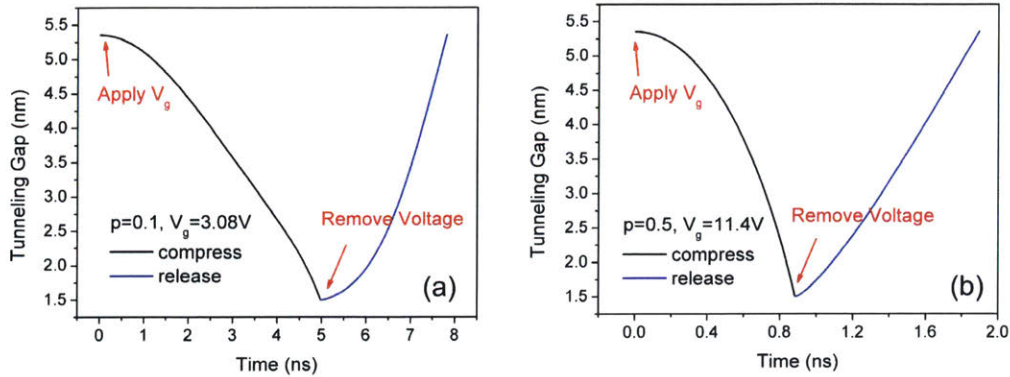 5.5
5.0
4.5
4.0
3.5
3.0
2.5
2.0
1.5
Tunneling Gap (nm)
Apply Vg
p=0.1, Vg=3.08V
compress
release
Remove Voltage
(a)
0 1 2 3 4 5 6 7 8
Time (ns)
5.5
5.0
4.5
4.0
3.5
3.0
2.5
2.0
1.5
Tunneling Gap (nm)
Apply Vg
p=0.5, Vg=11.4V
compress
release
Remove Voltage
(b)
0.0 0.4 0.8 1.2 1.6 2.0
Time (ns)